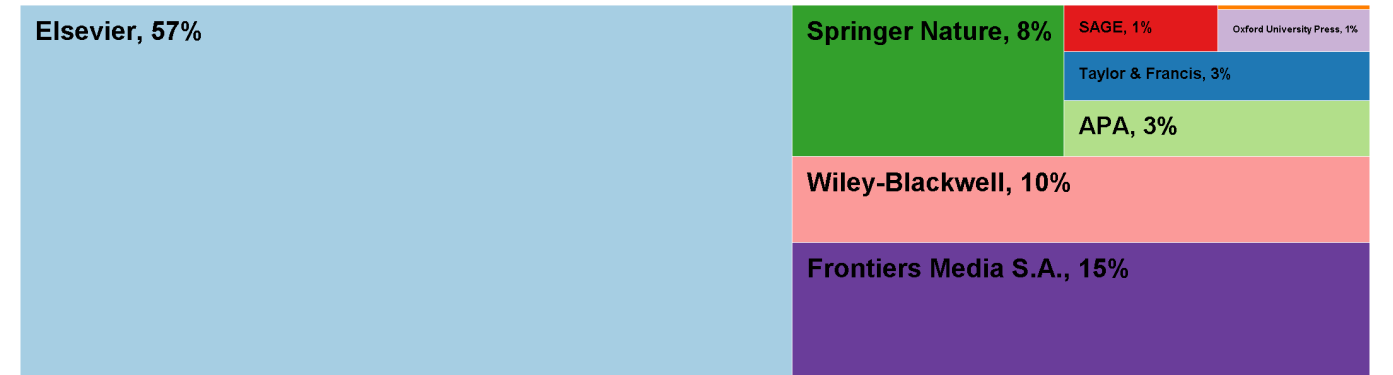 Elsevier, 57%
Springer Nature, 8%
SAGE, 1%
Oxford University Press, 1%
Taylor & Francis, 3%
APA, 3%
Wiley-Blackwell, 10%
Frontiers Media S.A., 15%